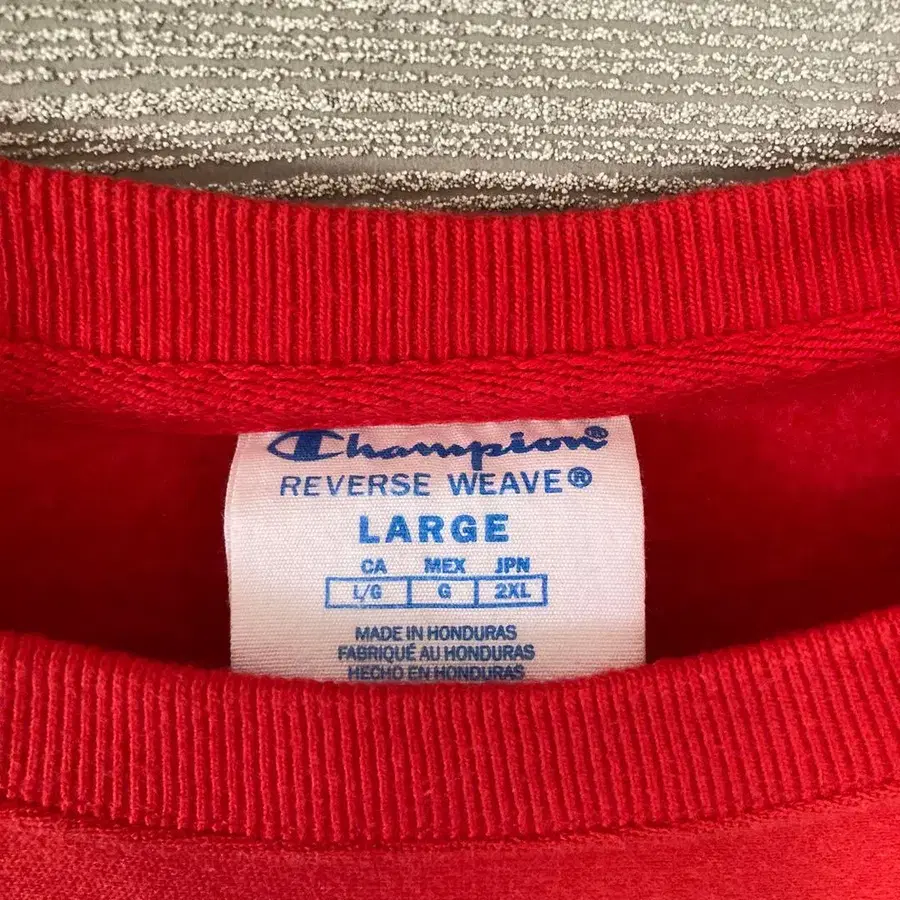 Champion®
REVERSE WEAVE®
LARGE
CA MEX JPN
L/G G 2XL
MADE IN HONDURAS
FABRIQUÉ AU HONDURAS
HECHO EN HONDURAS